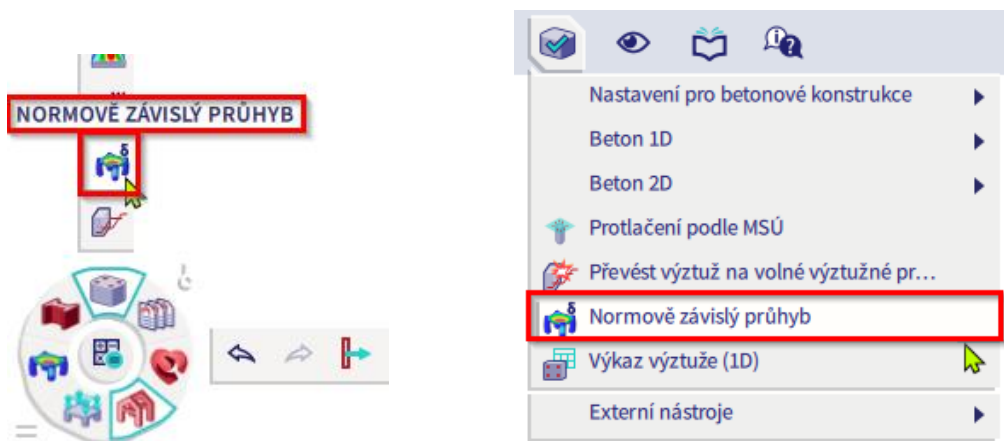 NORMOVĚ ZÁVISLÝ PRŮHYB
δ
Nastavení pro betonové konstrukce
Beton 1D
Beton 2D
Protlačení podle MSÚ
Převést výztuž na volné výztužné pr...
δ
Normově závislý průhyb
Výkaz výztuže (1D)
Externí nástroje